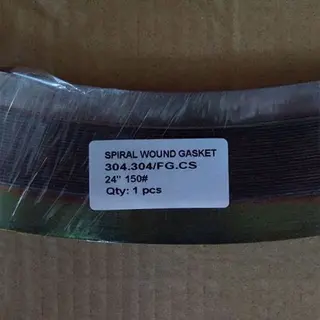 SPIRAL WOUND GASKET
304.304/FG.CS
24" 150#
Qty: 1 pcs